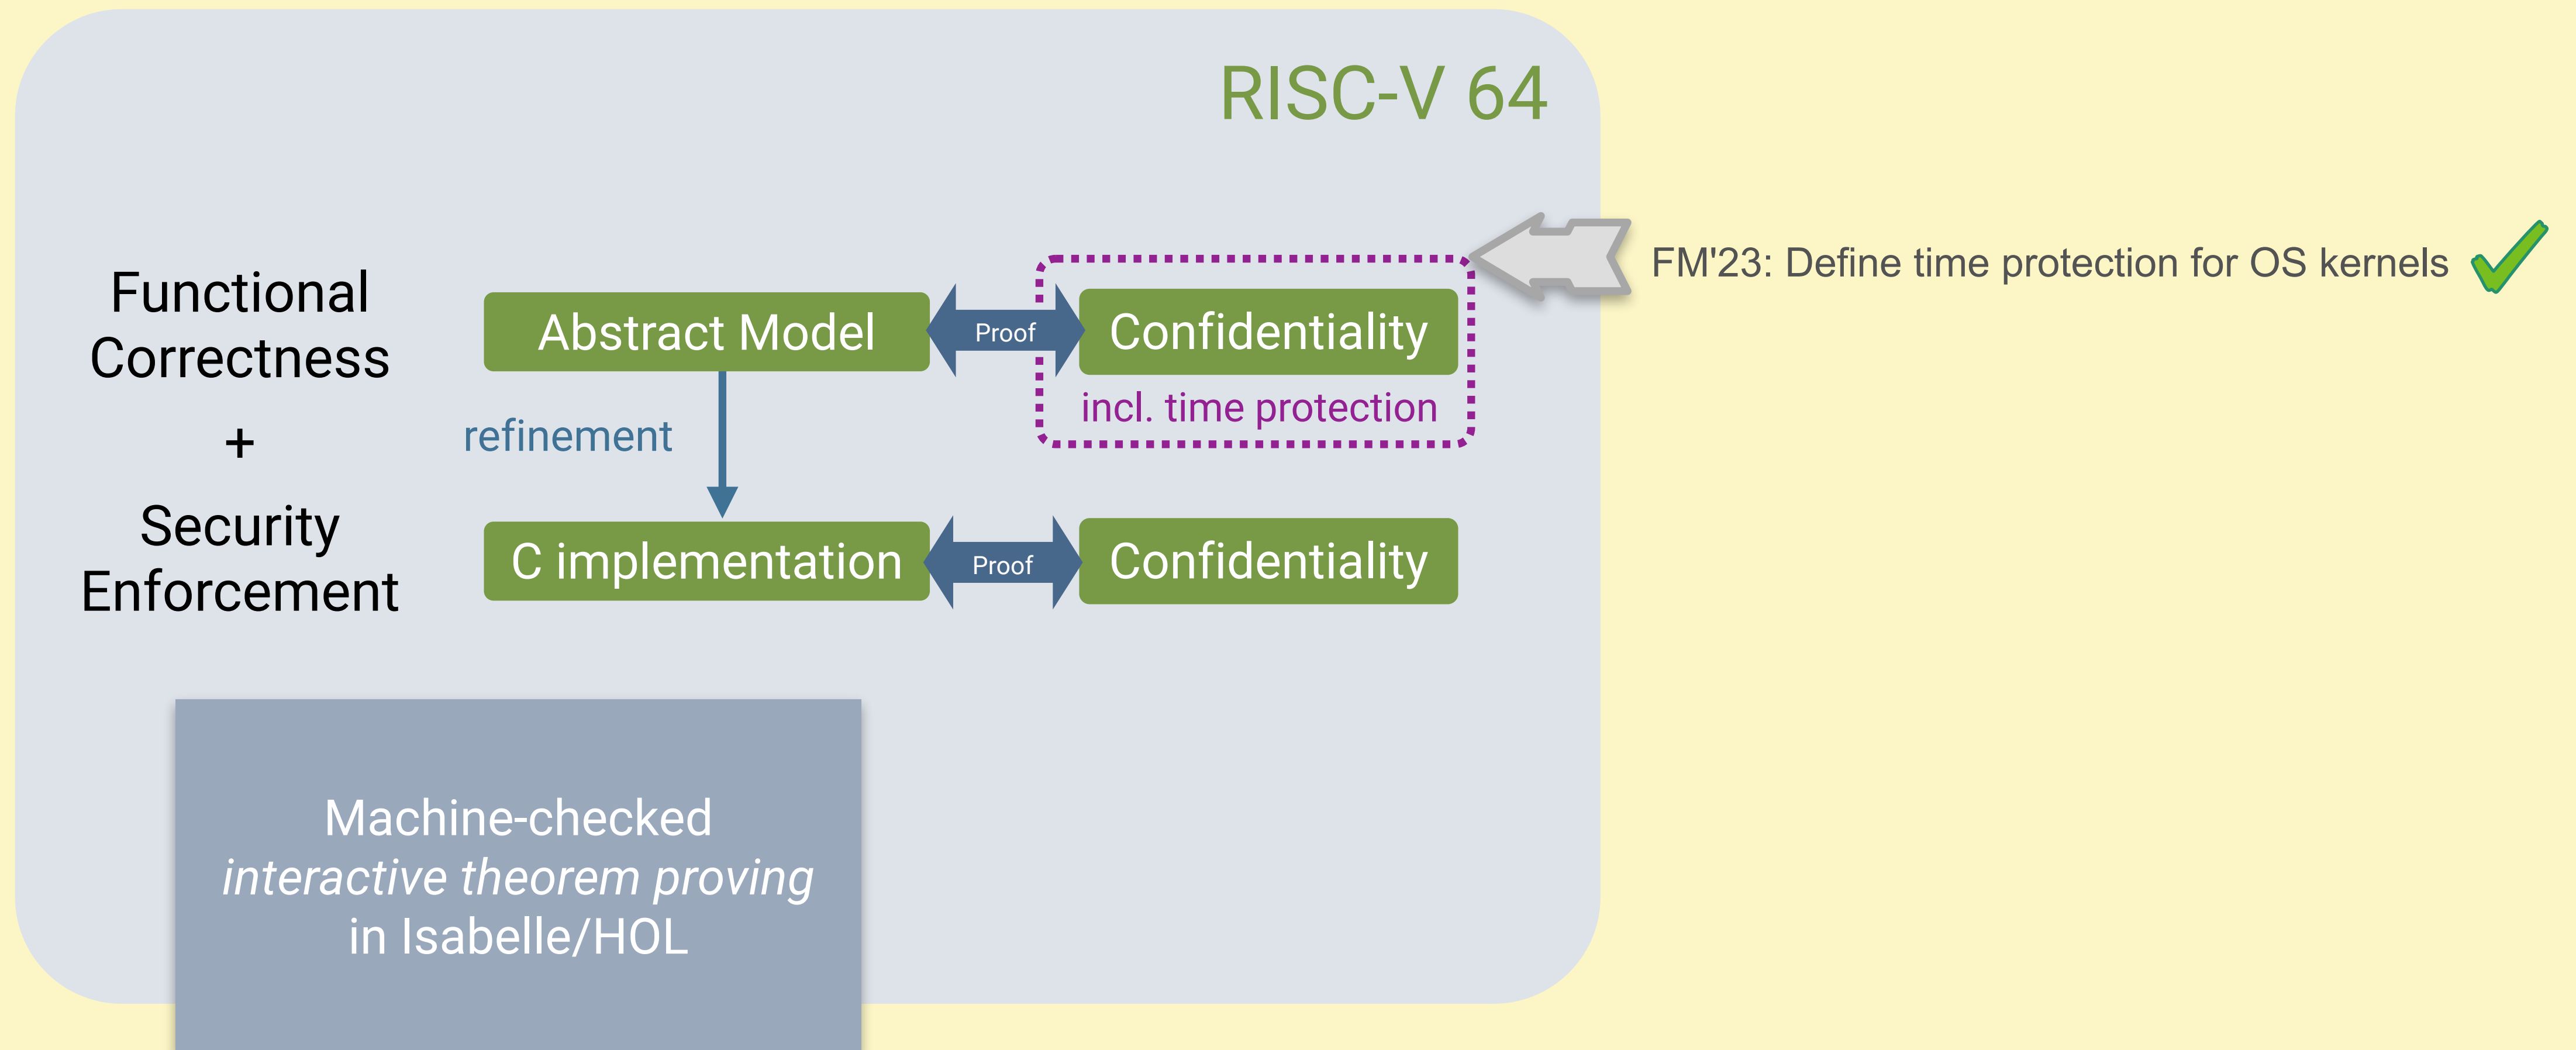 RISC-V 64
FM'23: Define time protection for OS kernels
Functional
Correctness
+
Security
Enforcement
Abstract Model
Proof
Confidentiality
incl. time protection
refinement
C implementation
Proof
Confidentiality
Machine-checked
interactive theorem proving
in Isabelle/HOL